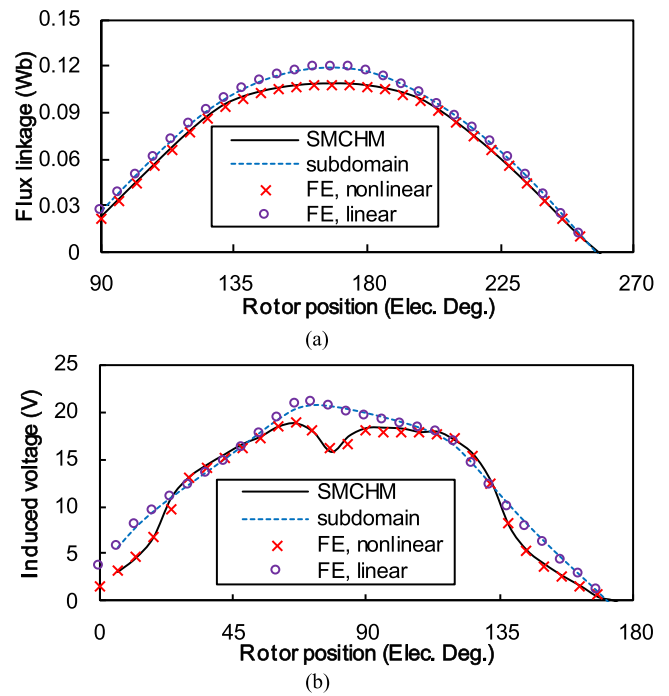 Flux linkage (Wb)
0.15
0.12
0.09
0.06
0.03
0
SMCHM
subdomain
FE, nonlinear
FE, linear
90
135
180
225
270
Rotor position (Elec. Deg.)
(a)
Induced voltage (V)
25
20
15
10
5
0
SMCHM
subdomain
FE, nonlinear
FE, linear
0
45
90
135
180
Rotor position (Elec. Deg.)
(b)